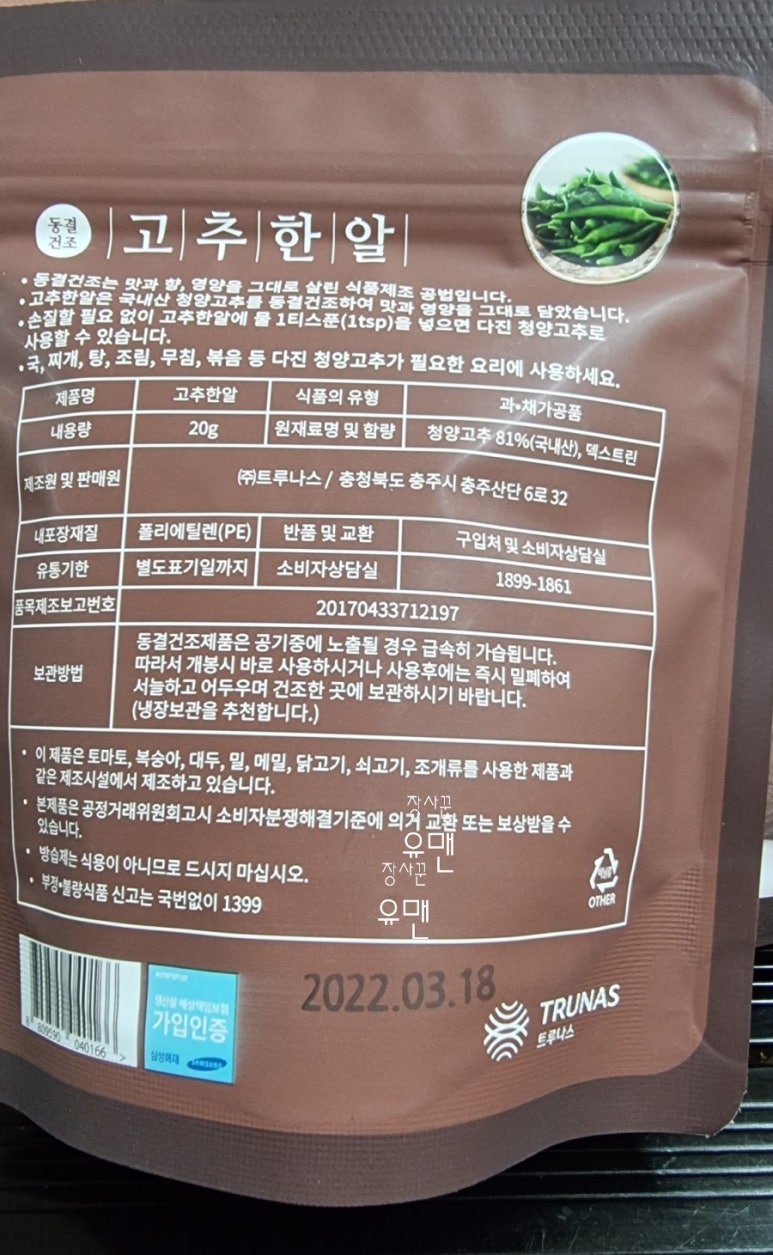 동결
건조
고추한알
• 동결건조는 맛과 향, 영양을 그대로 살린 식품제조 공법입니다.
• 고추한알은 국내산 청양고추를 동결건조하여 맛과 영양을 그대로 담았습니다.
• 손질할 필요 없이 고추한알에 물 1티스푼(1tsp)을 넣으면 다진 청양고추로
사용할 수 있습니다.
• 국, 찌개, 탕, 조림, 무침, 볶음 등 다진 청양고추가 필요한 요리에 사용하세요.
제품명 고추한알 식품의 유형 과•채가공품
내용량 20g 원재료명 및 함량 청양고추 81%(국내산), 덱스트린
제조원 및 판매원 ㈜트루나스 / 충청북도 충주시 충주산단 6로 32
내포장재질 폴리에틸렌(PE) 반품 및 교환 구입처 및 소비자상담실
유통기한 별도표기일까지 소비자상담실 1899-1861
품목제조보고번호 20170433712197
보관방법
동결건조제품은 공기중에 노출될 경우 급속히 가습됩니다.
따라서 개봉시 바로 사용하시거나 사용후에는 즉시 밀폐하여
서늘하고 어두우며 건조한 곳에 보관하시기 바랍니다.
(냉장보관을 추천합니다.)
• 이 제품은 토마토, 복숭아, 대두, 밀, 메밀, 닭고기, 쇠고기, 조개류를 사용한 제품과
같은 제조시설에서 제조하고 있습니다.
• 본제품은 공정거래위원회고시 소비자분쟁해결기준에 의거 교환 또는 보상받을 수
있습니다.
• 방습제는 식용이 아니므로 드시지 마십시오.
• 부정•불량식품 신고는 국번없이 1399
장사꾼
유맨
장사꾼
유맨
비닐류
OTHER
2022.03.18
생산물 배상책임보험
가입인증
삼성화재
SAMSUNG
8 809590 040166 >
TRUNAS
트루나스